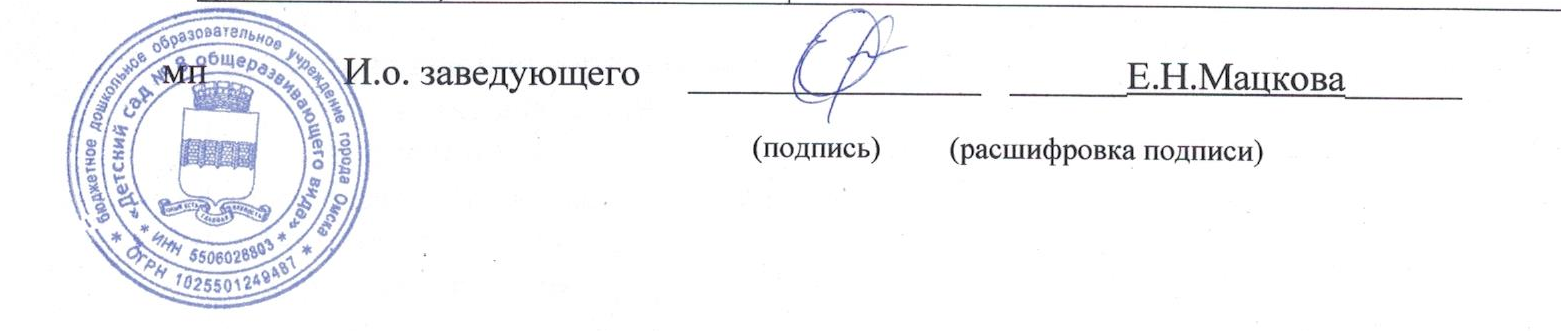 мп И.о. заведующего Е.Н.Мацкова
(подпись) (расшифровка подписи)
бюджетное дошкольное образовательное учреждение города Омска
«Детский сад № 8 общеразвивающего вида»
* ИНН 5506028803 *
* ОГРН 1025501249487 *